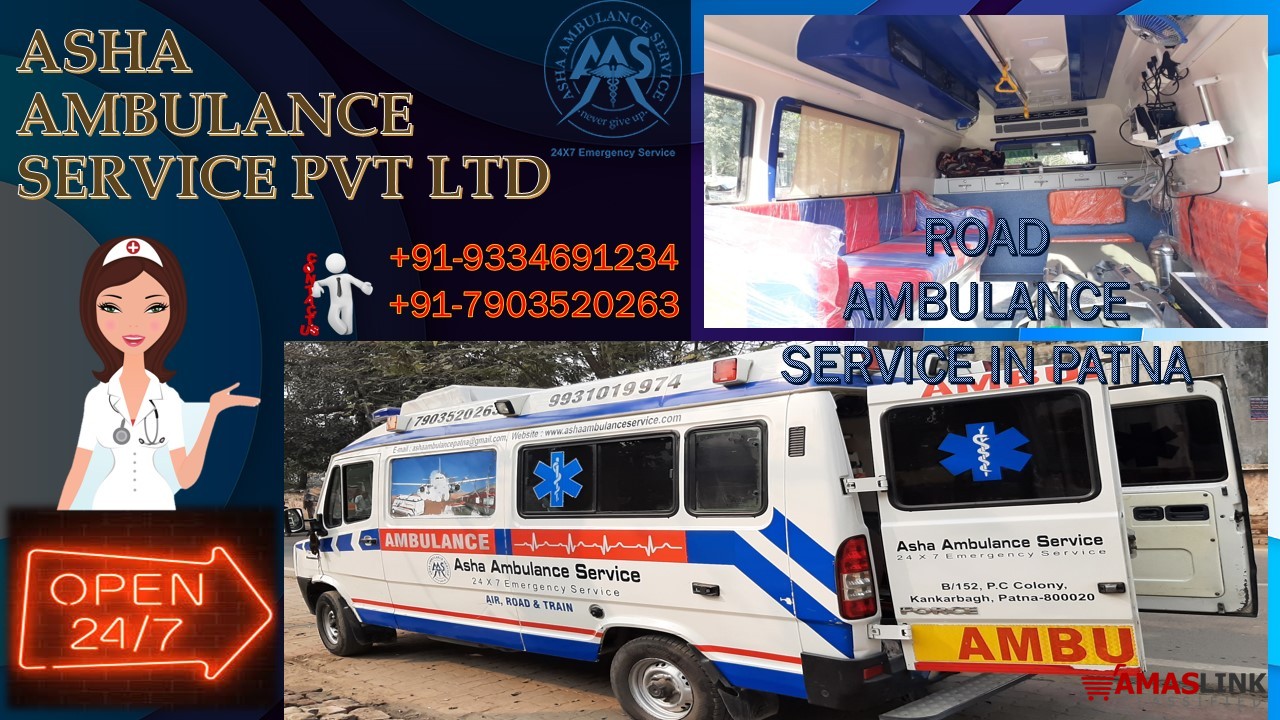 ASHA
AMBULANCE
SERVICE PVT LTD
ASHA AMBULANCE SERVICE
AAS
never give up.
24X7 Emergency Service
CONTACT
+91-9334691234
+91-7903520263
ROAD
AMBULANCE
SERVICE IN PATNA
OPEN
24/7
7903520263
9931019974
E-mail : ashaambulancepatna@gmail.com, Website : www.ashaambulanceservice.com
AMBULANCE
AAS
Asha Ambulance Service
24 X 7 Emergency Service
AIR, ROAD & TRAIN
AMBU
Asha Ambulance Service
24 X 7 Emergency Service
B/152, P.C Colony,
Kankarbagh, Patna-800020
FORCE
AMBU
AMASLINK
CLASSIFIED